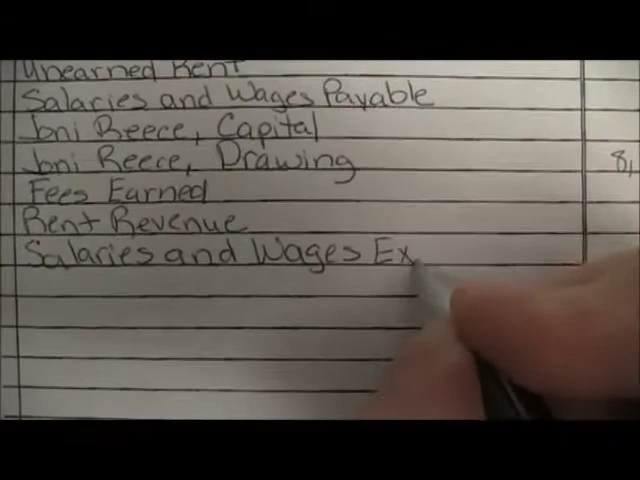 Unearned Rent
Salaries and Wages Payable
Joni Reece, Capital
Joni Reece, Drawing 8,
Fees Earned
Rent Revenue
Salaries and Wages Ex